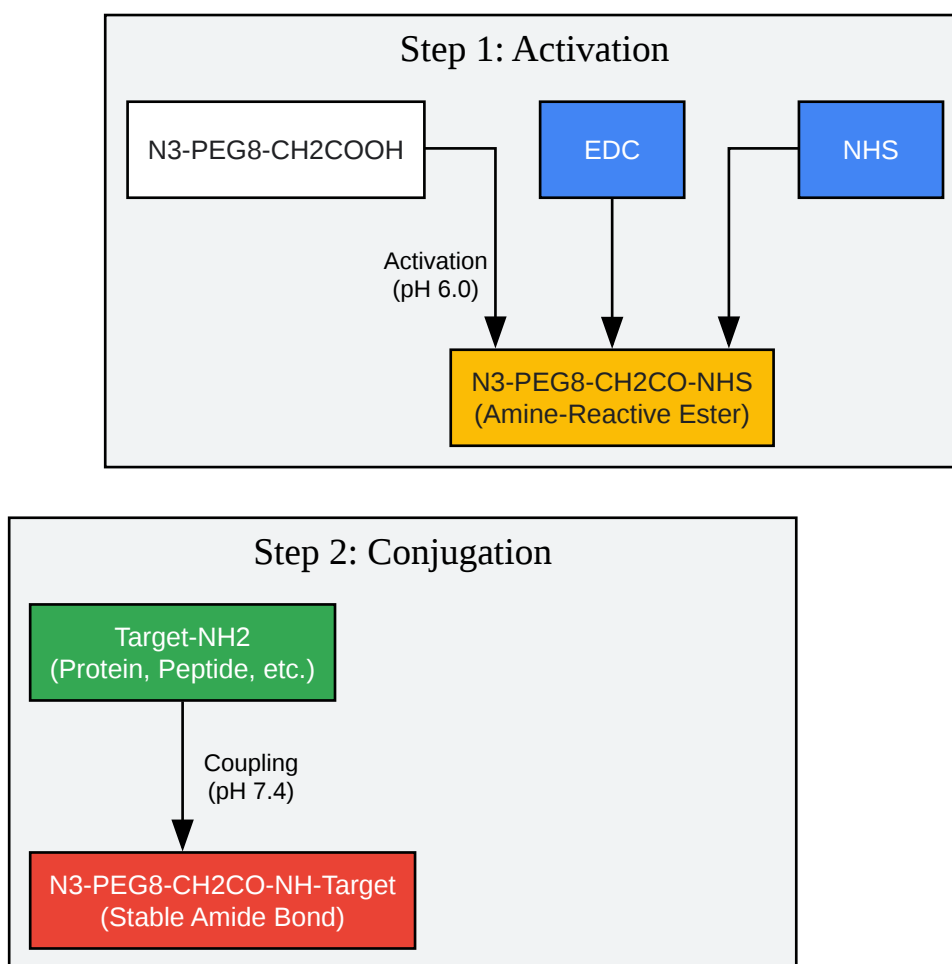 Step 1: Activation
N3-PEG8-CH2COOH
EDC
NHS
Activation
(pH 6.0)
N3-PEG8-CH2CO-NHS
(Amine-Reactive Ester)
Step 2: Conjugation
Target-NH2
(Protein, Peptide, etc.)
Coupling
(pH 7.4)
N3-PEG8-CH2CO-NH-Target
(Stable Amide Bond)